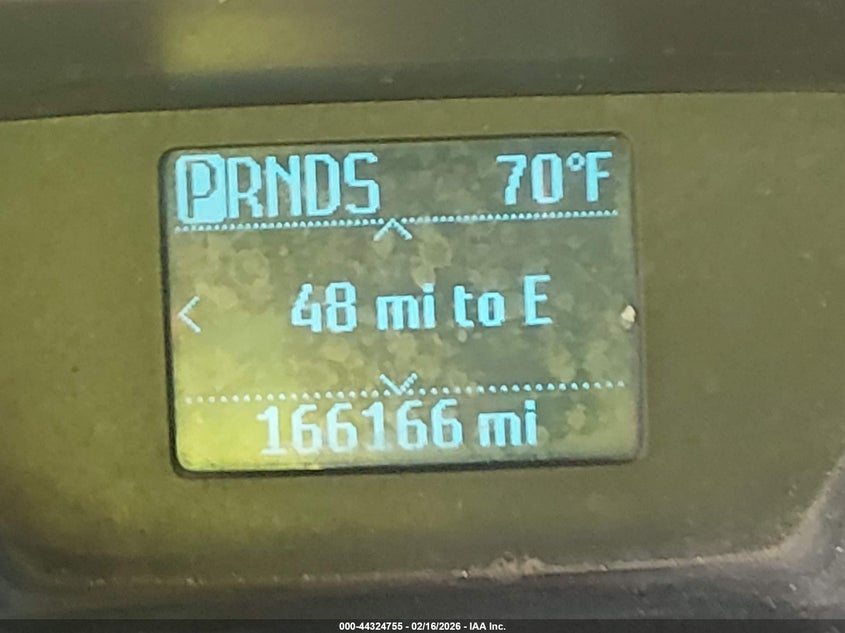 PRNDS 70°F
48 mi to E
166166 mi
000-44324755 - 02/16/2026 - IAA Inc.